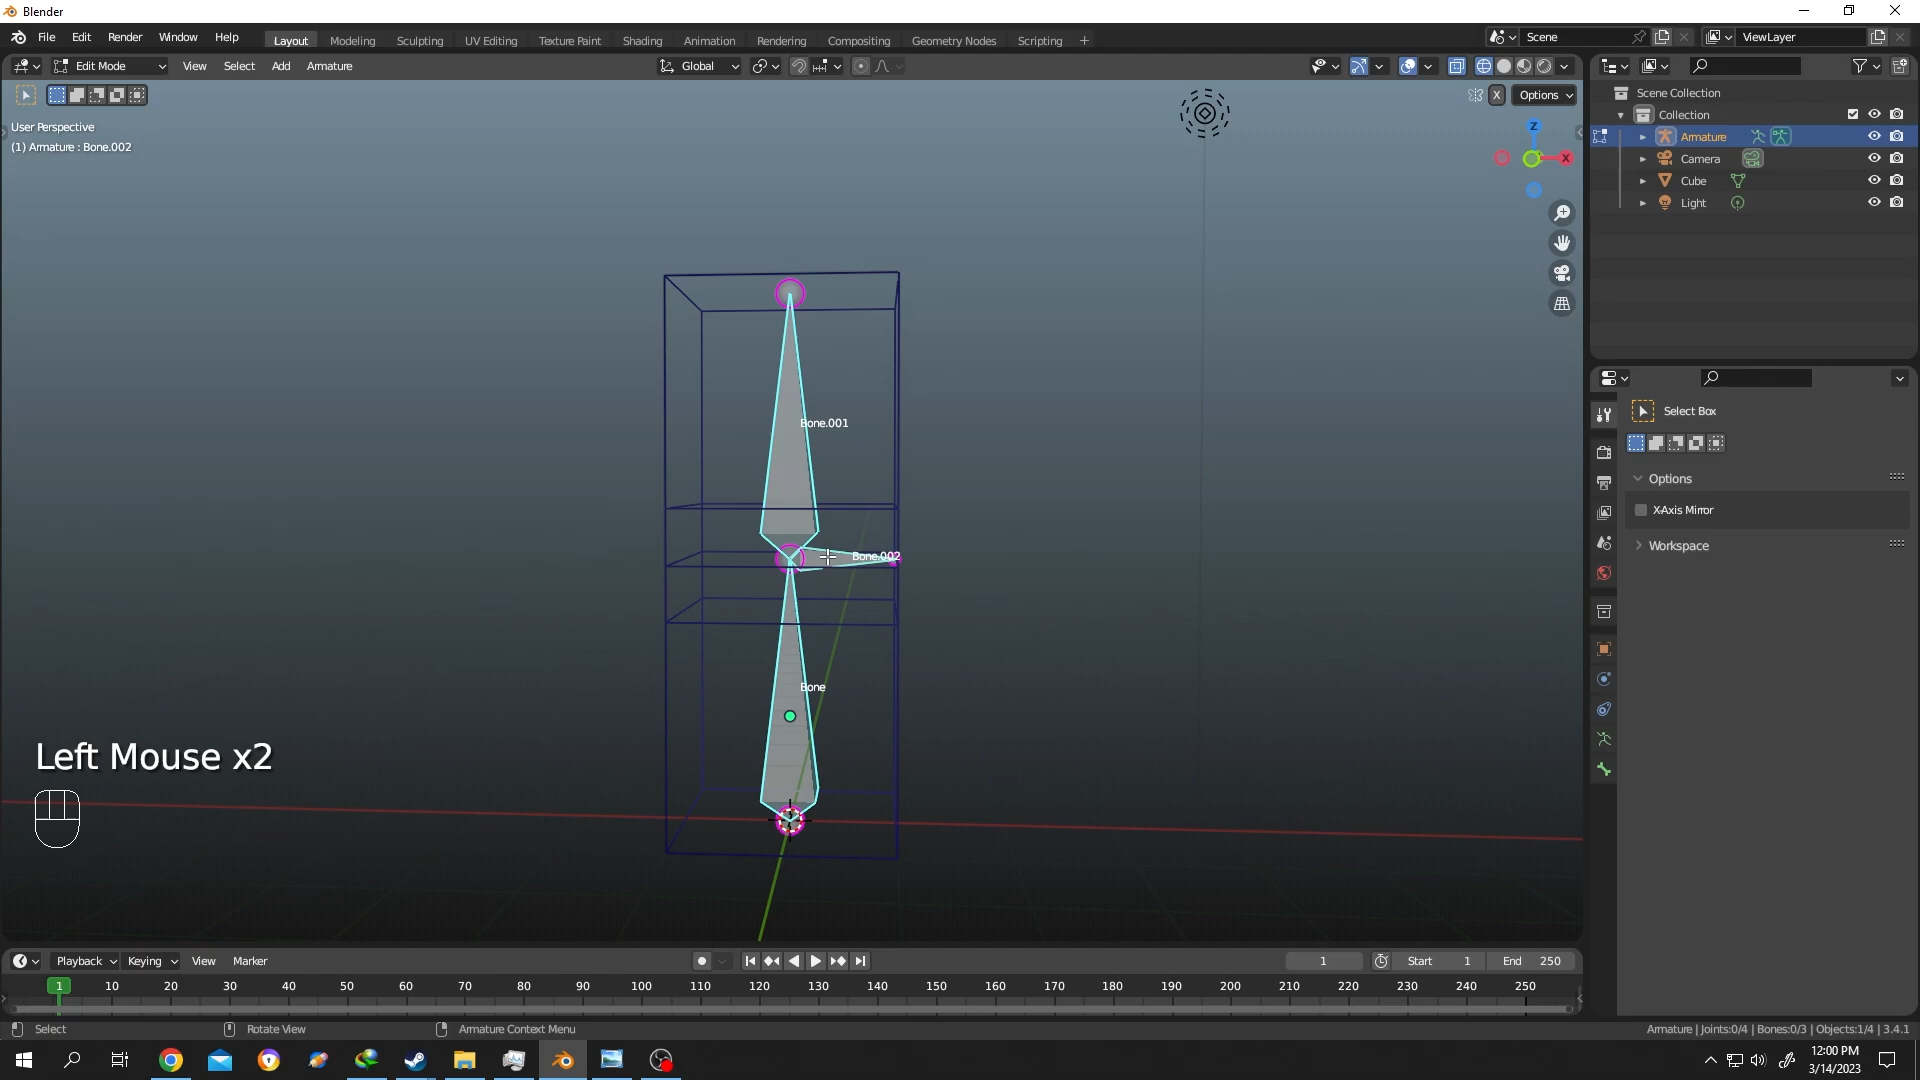 Blender
File Edit Render Window Help
Layout Modeling Sculpting UV Editing Texture Paint Shading Animation Rendering Compositing Geometry Nodes Scripting +
Scene
ViewLayer
Edit Mode View Select Add Armature
Global
X Options
User Perspective
(1) Armature : Bone.002
Z
X
Scene Collection
Collection
Armature
Camera
Cube
Light
Select Box
Options
X-Axis Mirror
Workspace
Bone.001
Bone.002
Bone
Left Mouse x2
Playback Keying View Marker
1 Start 1 End 250
1 10 20 30 40 50 60 70 80 90 100 110 120 130 140 150 160 170 180 190 200 210 220 230 240 250
Select Rotate View Armature Context Menu
Armature | Joints:0/4 | Bones:0/3 | Objects:1/4 | 3.4.1
12:00 PM
3/14/2023